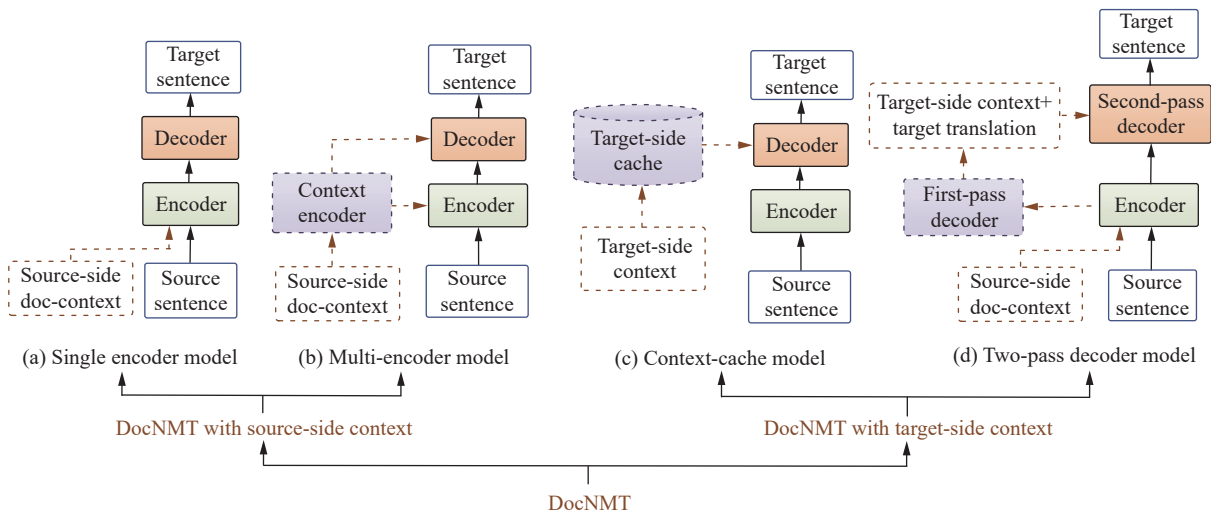 Target
sentence
Decoder
Encoder
Source-side
doc-context
Source
sentence
(a) Single encoder model
Target
sentence
Decoder
Context
encoder
Encoder
Source-side
doc-context
Source
sentence
(b) Multi-encoder model
Target
sentence
Target-side
cache
Decoder
Encoder
Target-side
context
Source
sentence
(c) Context-cache model
Target
sentence
Target-side context+
target translation
Second-pass
decoder
First-pass
decoder
Encoder
Source-side
doc-context
Source
sentence
(d) Two-pass decoder model
DocNMT with source-side context
DocNMT with target-side context
DocNMT